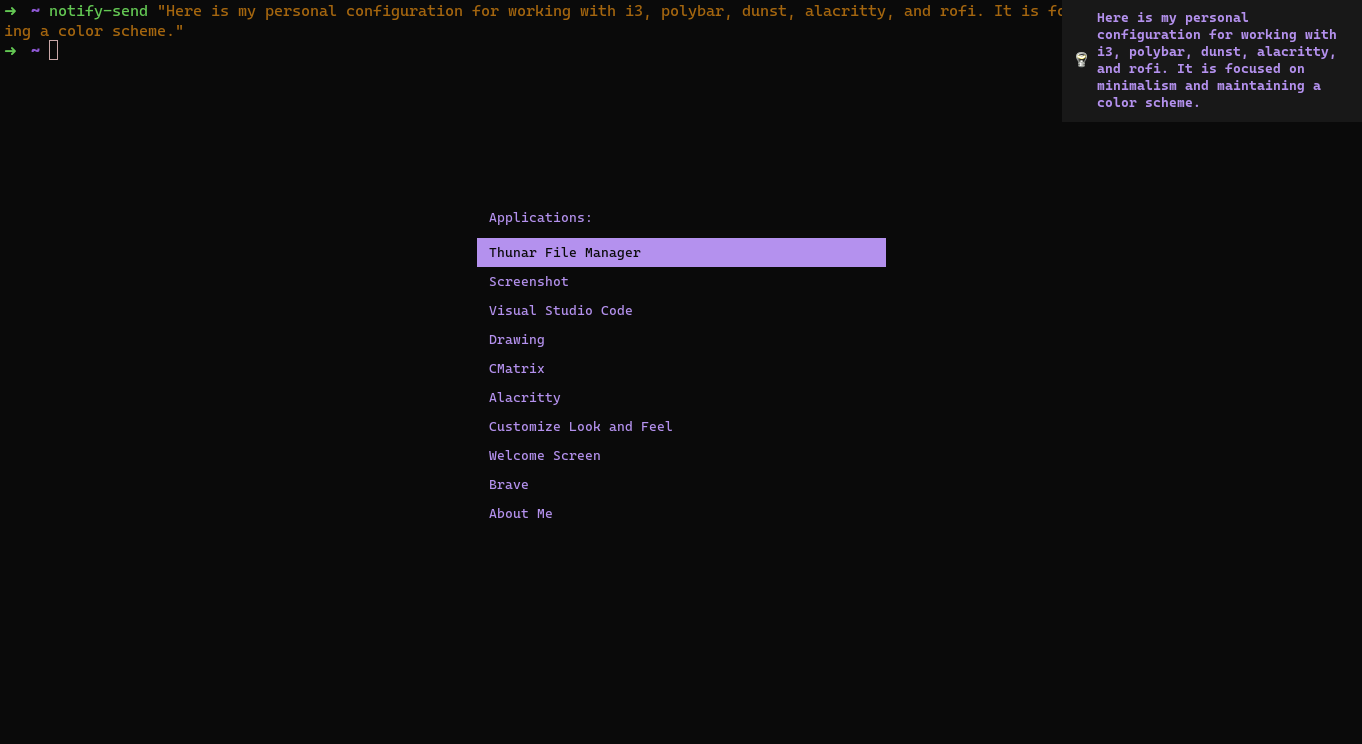 ➜  ~ notify-send "Here is my personal configuration for working with i3, polybar, dunst, alacritty, and rofi. It is fo
ing a color scheme."
➜  ~
Here is my personal
configuration for working with
i3, polybar, dunst, alacritty,
and rofi. It is focused on
minimalism and maintaining a
color scheme.
Applications:
Thunar File Manager
Screenshot
Visual Studio Code
Drawing
CMatrix
Alacritty
Customize Look and Feel
Welcome Screen
Brave
About Me